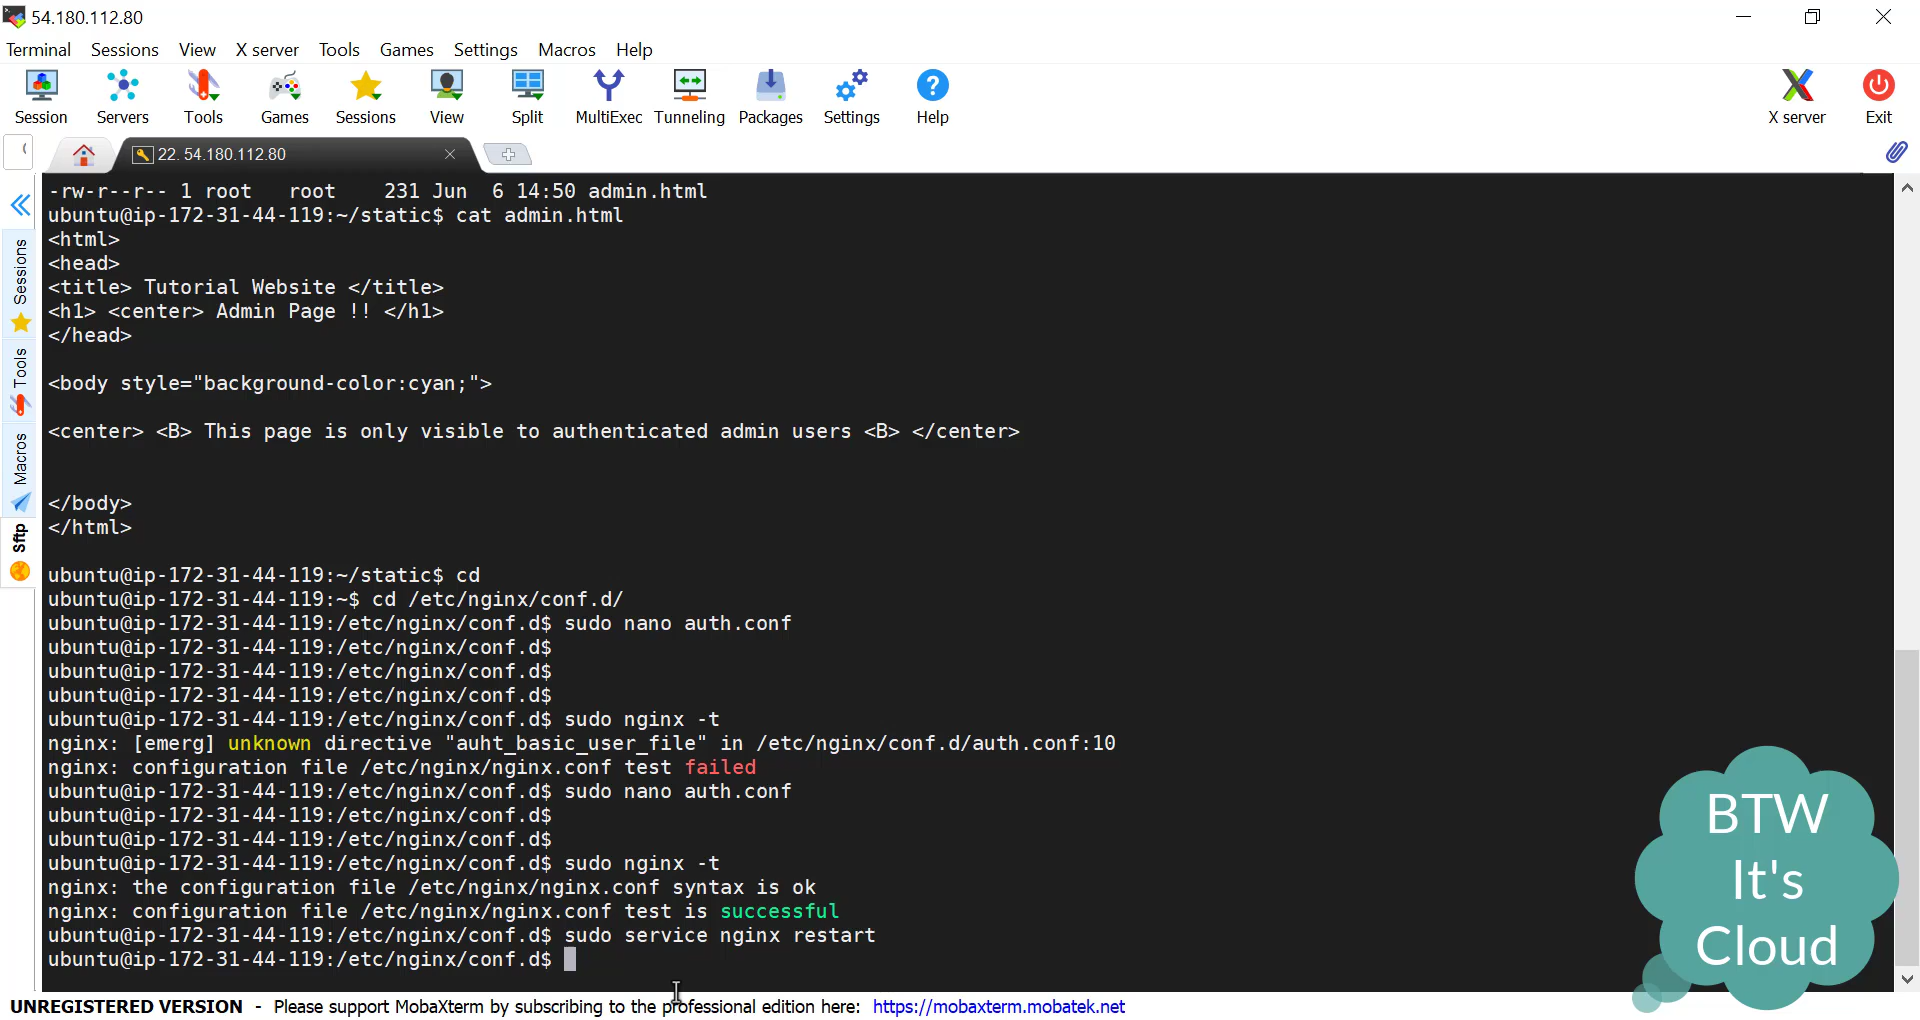 54.180.112.80
Terminal Sessions View X server Tools Games Settings Macros Help
Session Servers Tools Games Sessions View Split MultiExec Tunneling Packages Settings Help X server Exit
22. 54.180.112.80
Sessions
Tools
Macros
Sftp
-rw-r--r-- 1 root   root    231 Jun  6 14:50 admin.html
ubuntu@ip-172-31-44-119:~/static$ cat admin.html
<html>
<head>
<title> Tutorial Website </title>
<h1> <center> Admin Page !! </h1>
</head>
<body style="background-color:cyan;">
<center> <B> This page is only visible to authenticated admin users <B> </center>
</body>
</html>
ubuntu@ip-172-31-44-119:~/static$ cd
ubuntu@ip-172-31-44-119:~$ cd /etc/nginx/conf.d/
ubuntu@ip-172-31-44-119:/etc/nginx/conf.d$ sudo nano auth.conf
ubuntu@ip-172-31-44-119:/etc/nginx/conf.d$
ubuntu@ip-172-31-44-119:/etc/nginx/conf.d$
ubuntu@ip-172-31-44-119:/etc/nginx/conf.d$
ubuntu@ip-172-31-44-119:/etc/nginx/conf.d$ sudo nginx -t
nginx: [emerg] unknown directive "auht_basic_user_file" in /etc/nginx/conf.d/auth.conf:10
nginx: configuration file /etc/nginx/nginx.conf test failed
ubuntu@ip-172-31-44-119:/etc/nginx/conf.d$ sudo nano auth.conf
ubuntu@ip-172-31-44-119:/etc/nginx/conf.d$
ubuntu@ip-172-31-44-119:/etc/nginx/conf.d$
ubuntu@ip-172-31-44-119:/etc/nginx/conf.d$ sudo nginx -t
nginx: the configuration file /etc/nginx/nginx.conf syntax is ok
nginx: configuration file /etc/nginx/nginx.conf test is successful
ubuntu@ip-172-31-44-119:/etc/nginx/conf.d$ sudo service nginx restart
ubuntu@ip-172-31-44-119:/etc/nginx/conf.d$
BTW
It's
Cloud
UNREGISTERED VERSION - Please support MobaXterm by subscribing to the professional edition here: https://mobaxterm.mobatek.net